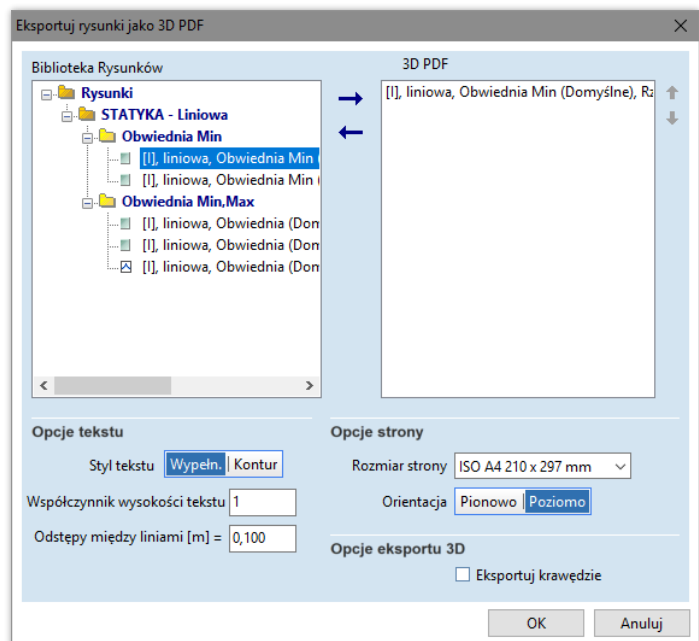 Eksportuj rysunki jako 3D PDF
Biblioteka Rysunków
Rysunki
STATYKA - Liniowa
Obwiednia Min
[I], liniowa, Obwiednia Min (
[I], liniowa, Obwiednia Min (
Obwiednia Min,Max
[I], liniowa, Obwiednia (Dom
[I], liniowa, Obwiednia (Dom
[I], liniowa, Obwiednia (Dom
3D PDF
[I], liniowa, Obwiednia Min (Domyślne), Rz
Opcje tekstu
Styl tekstu Wypełn. Kontur
Współczynnik wysokości tekstu 1
Odstępy między liniami [m] = 0,100
Opcje strony
Rozmiar strony ISO A4 210 x 297 mm
Orientacja Pionowo Poziomo
Opcje eksportu 3D
Eksportuj krawędzie
OK Anuluj